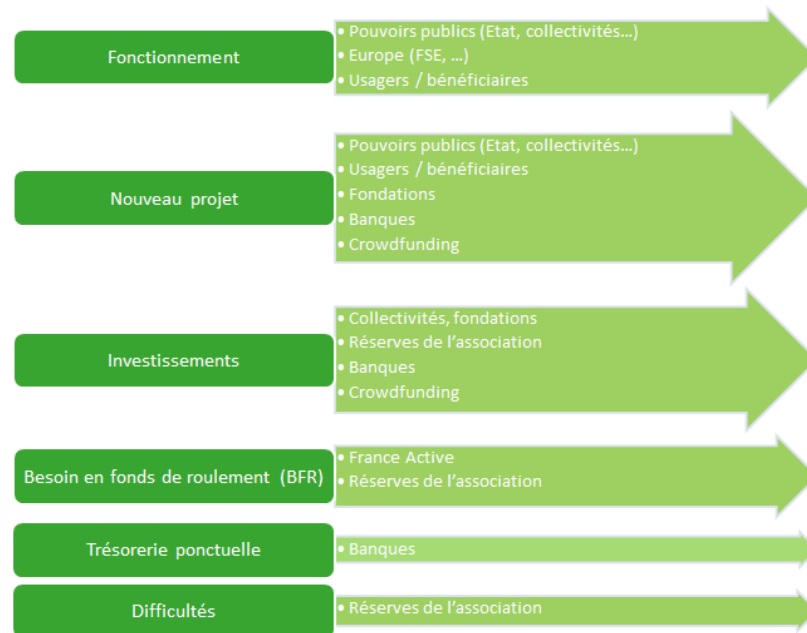 Fonctionnement
• Pouvoirs publics (Etat, collectivités…)
• Europe (FSE, …)
• Usagers / bénéficiaires
Nouveau projet
• Pouvoirs publics (Etat, collectivités…)
• Usagers / bénéficiaires
• Fondations
• Banques
• Crowdfunding
Investissements
• Collectivités, fondations
• Réserves de l’association
• Banques
• Crowdfunding
Besoin en fonds de roulement (BFR)
• France Active
• Réserves de l’association
Trésorerie ponctuelle
• Banques
Difficultés
• Réserves de l’association